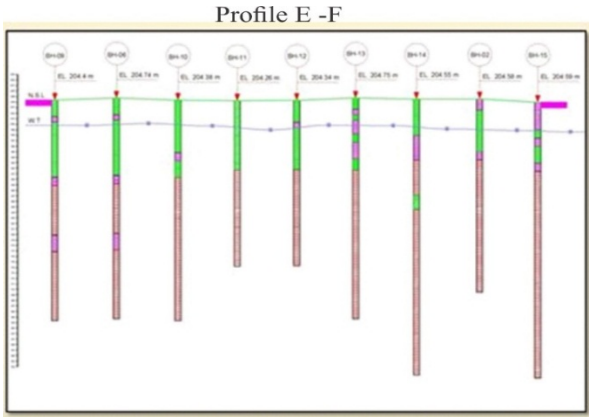 Profile E -F
BH-09 BH-08 BH-10 BH-11 BH-12 BH-13 BH-14 BH-02 BH-15
EL 204.4 m EL 204.74 m EL 204.38 m EL 204.26 m EL 204.54 m EL 204.75 m EL 204.55 m EL 204.58 m EL 204.59 m
N.S.L
W.T